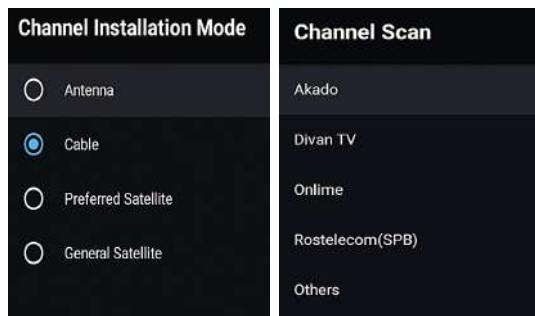 Channel Installation Mode
Antenna
Cable
Preferred Satellite
General Satellite
Channel Scan
Akado
Divan TV
Onlime
Rostelecom(SPB)
Others